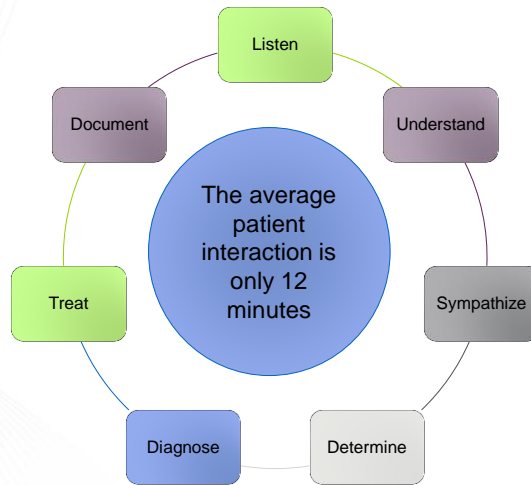 Listen
Understand
Sympathize
Determine
Diagnose
Treat
Document
The average
patient
interaction is
only 12
minutes